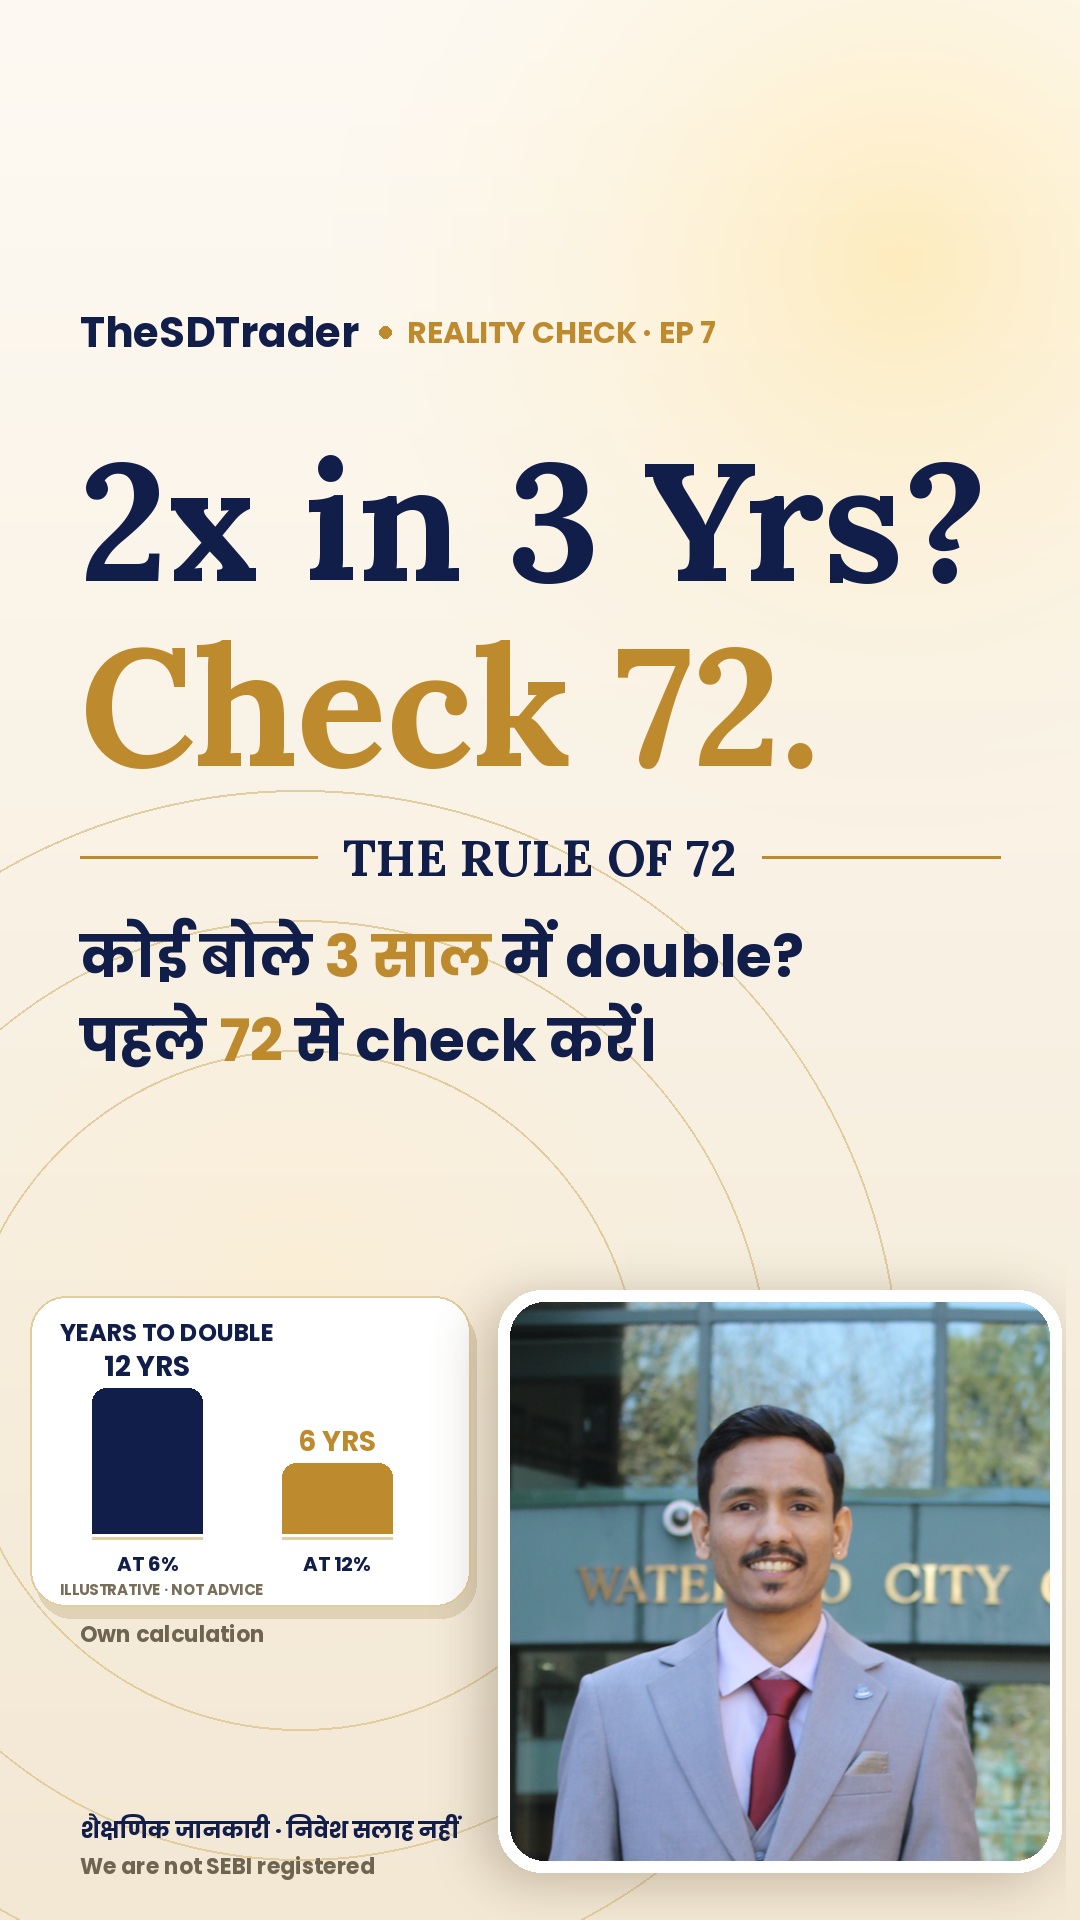 TheSDTrader • REALITY CHECK · EP 7
2x in 3 Yrs?
Check 72.
THE RULE OF 72
कोई बोले 3 साल में double?
पहले 72 से check करें।
YEARS TO DOUBLE
12 YRS
6 YRS
AT 6%
AT 12%
ILLUSTRATIVE · NOT ADVICE
Own calculation
WATE O CITY
शैक्षणिक जानकारी · निवेश सलाह नहीं
We are not SEBI registered